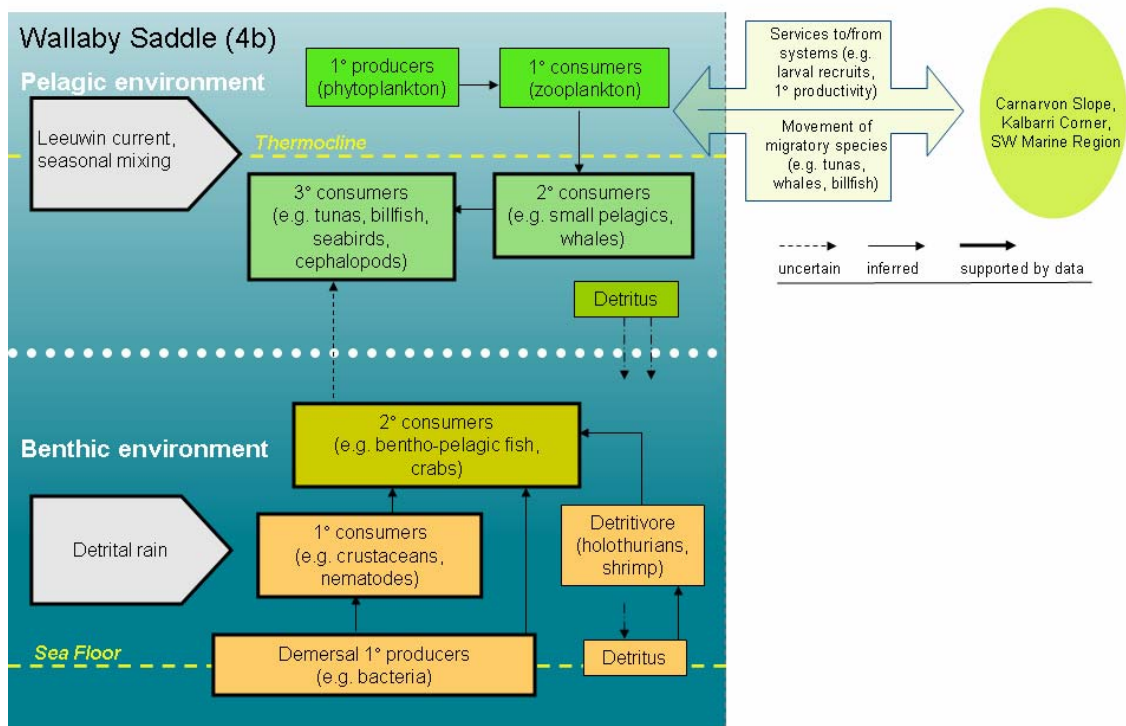 Wallaby Saddle (4b)
Pelagic environment
1° producers
(phytoplankton)
1° consumers
(zooplankton)
Leeuwin current,
seasonal mixing
Thermocline
3° consumers
(e.g. tunas, billfish,
seabirds,
cephalopods)
2° consumers
(e.g. small pelagics,
whales)
Detritus
Services to/from
systems (e.g.
larval recruits,
1° productivity)
Movement of
migratory species
(e.g. tunas,
whales, billfish)
Carnarvon Slope,
Kalbarri Corner,
SW Marine Region
uncertain
inferred
supported by data
Benthic environment
2° consumers
(e.g. bentho-pelagic fish,
crabs)
Detrital rain
1° consumers
(e.g. crustaceans,
nematodes)
Detritivore
(holothurians,
shrimp)
Sea Floor
Demersal 1° producers
(e.g. bacteria)
Detritus